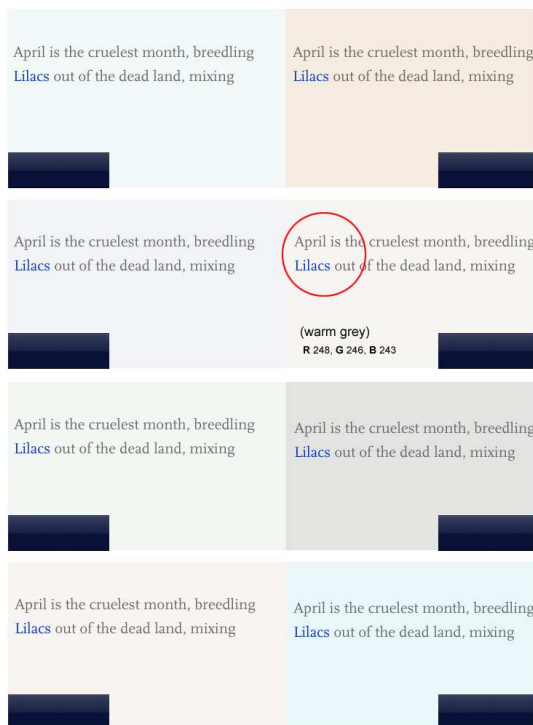 April is the cruelest month, breedling
Lilacs out of the dead land, mixing
April is the cruelest month, breedling
Lilacs out of the dead land, mixing
April is the cruelest month, breedling
Lilacs out of the dead land, mixing
April is the cruelest month, breedling
Lilacs out of the dead land, mixing
(warm grey)
R 248, G 246, B 243
April is the cruelest month, breedling
Lilacs out of the dead land, mixing
April is the cruelest month, breedling
Lilacs out of the dead land, mixing
April is the cruelest month, breedling
Lilacs out of the dead land, mixing
April is the cruelest month, breedling
Lilacs out of the dead land, mixing